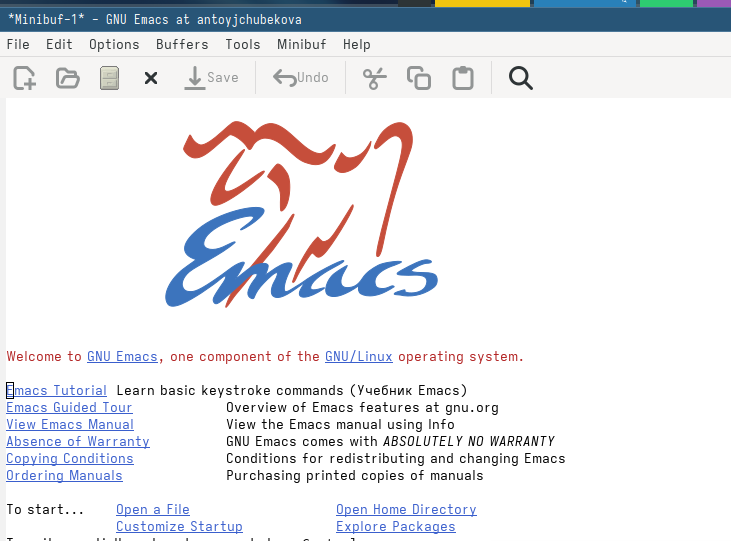 *Minibuf-1* - GNU Emacs at antoyjchubekova
File Edit Options Buffers Tools Minibuf Help
Save Undo
Emacs
Welcome to GNU Emacs, one component of the GNU/Linux operating system.
Emacs Tutorial Learn basic keystroke commands (Учебник Emacs)
Emacs Guided Tour Overview of Emacs features at gnu.org
View Emacs Manual View the Emacs manual using Info
Absence of Warranty GNU Emacs comes with ABSOLUTELY NO WARRANTY
Copying Conditions Conditions for redistributing and changing Emacs
Ordering Manuals Purchasing printed copies of manuals
To start... Open a File Open Home Directory
Customize Startup Explore Packages